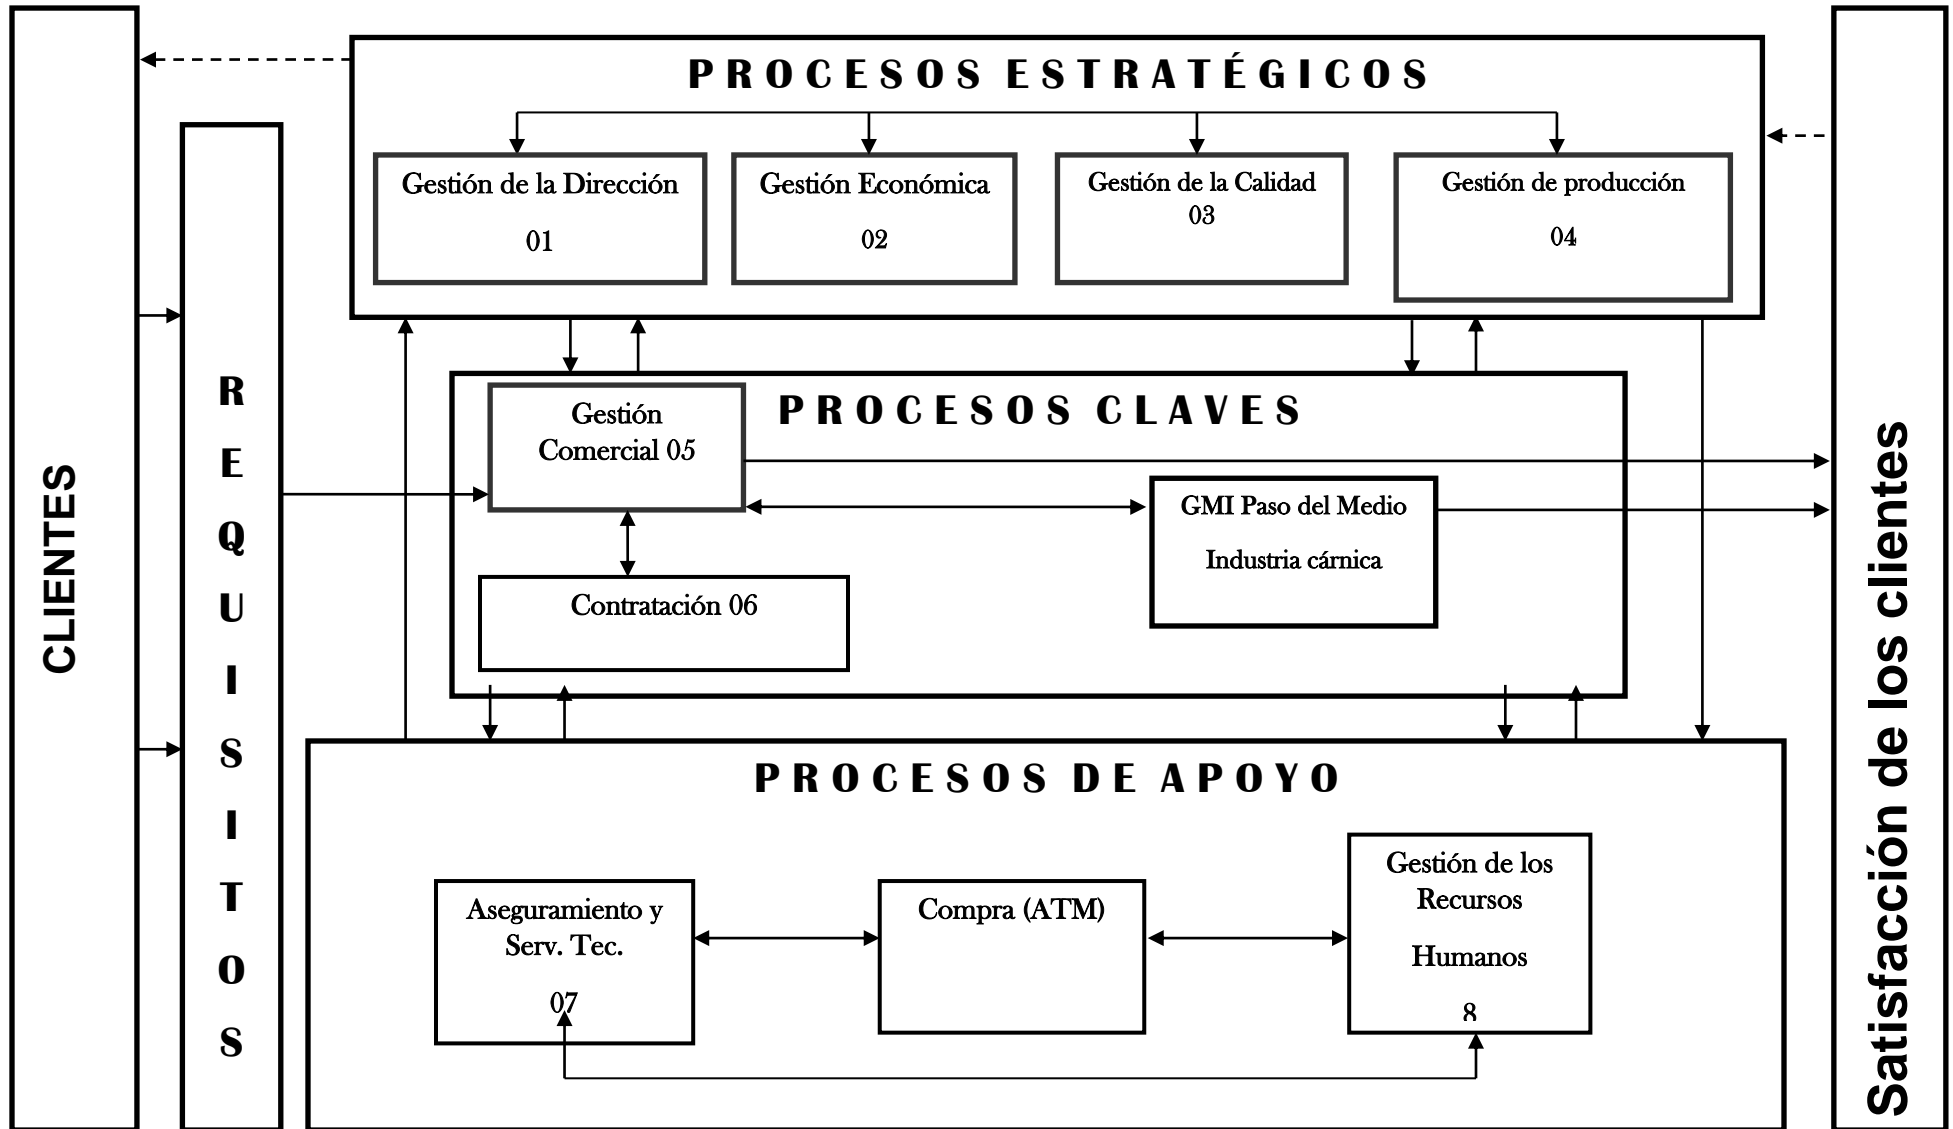 CLIENTES
REQUISITOS
PROCESOS ESTRATÉGICOS
Gestión de la Dirección
01
Gestión Económica
02
Gestión de la Calidad
03
Gestión de producción
04
PROCESOS CLAVES
Gestión
Comercial 05
GMI Paso del Medio
Industria cárnica
Contratación 06
PROCESOS DE APOYO
Aseguramiento y
Serv. Tec.
07
Compra (ATM)
Gestión de los
Recursos
Humanos
8
Satisfacción de los clientes